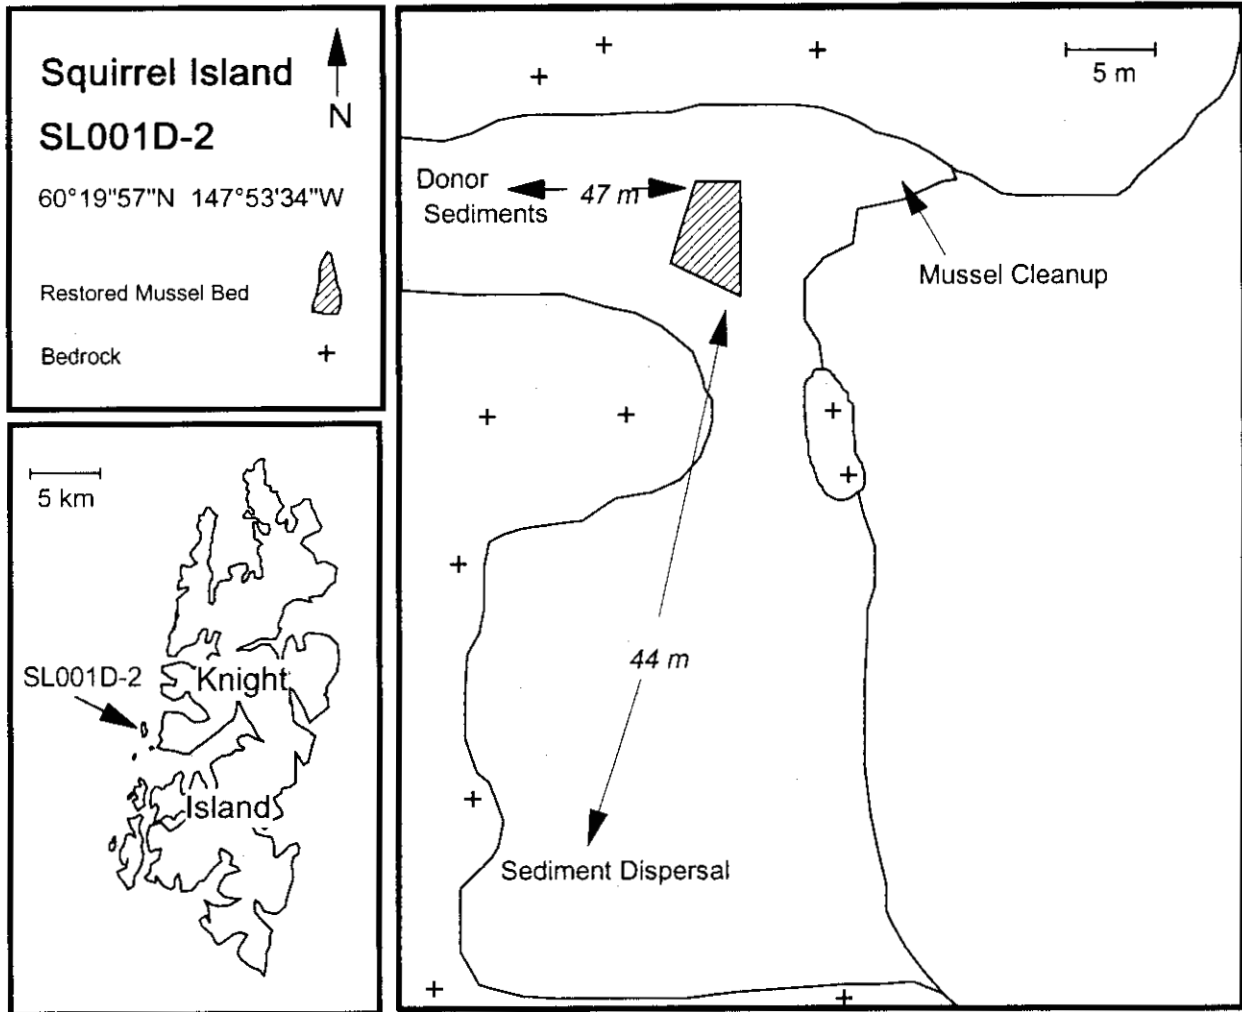 Squirrel Island
N
SL001D-2
60°19"57"N 147°53'34"W
Restored Mussel Bed
Bedrock
5 km
SL001D-2
Knight
Island
5 m
Donor
Sediments
47 m
Mussel Cleanup
44 m
Sediment Dispersal